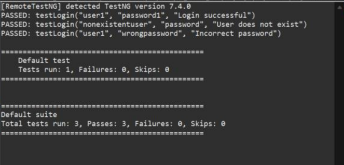 [RemoteTestNG] detected TestNG version 7.4.0
PASSED: testLogin("user1", "password1", "Login successful")
PASSED: testLogin("nonexistentuser", "password", "User does not exist")
PASSED: testLogin("user1", "wrongpassword", "Incorrect password")
===============================================
Default test
Tests run: 1, Failures: 0, Skips: 0
===============================================
===============================================
Default suite
Total tests run: 3, Passes: 3, Failures: 0, Skips: 0
===============================================